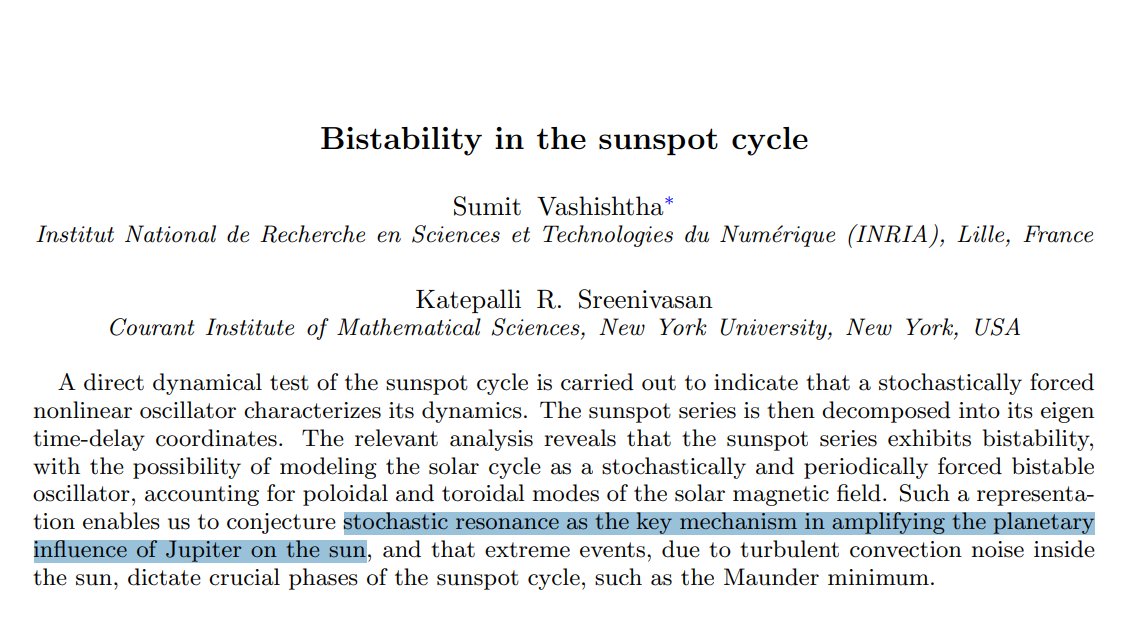 Bistability in the sunspot cycle
Sumit Vashishtha*
Institut National de Recherche en Sciences et Technologies du Numérique (INRIA), Lille, France
Katepalli R. Sreenivasan
Courant Institute of Mathematical Sciences, New York University, New York, USA
A direct dynamical test of the sunspot cycle is carried out to indicate that a stochastically forced
nonlinear oscillator characterizes its dynamics. The sunspot series is then decomposed into its eigen
time-delay coordinates. The relevant analysis reveals that the sunspot series exhibits bistability,
with the possibility of modeling the solar cycle as a stochastically and periodically forced bistable
oscillator, accounting for poloidal and toroidal modes of the solar magnetic field. Such a representa-
tion enables us to conjecture stochastic resonance as the key mechanism in amplifying the planetary
influence of Jupiter on the sun, and that extreme events, due to turbulent convection noise inside
the sun, dictate crucial phases of the sunspot cycle, such as the Maunder minimum.